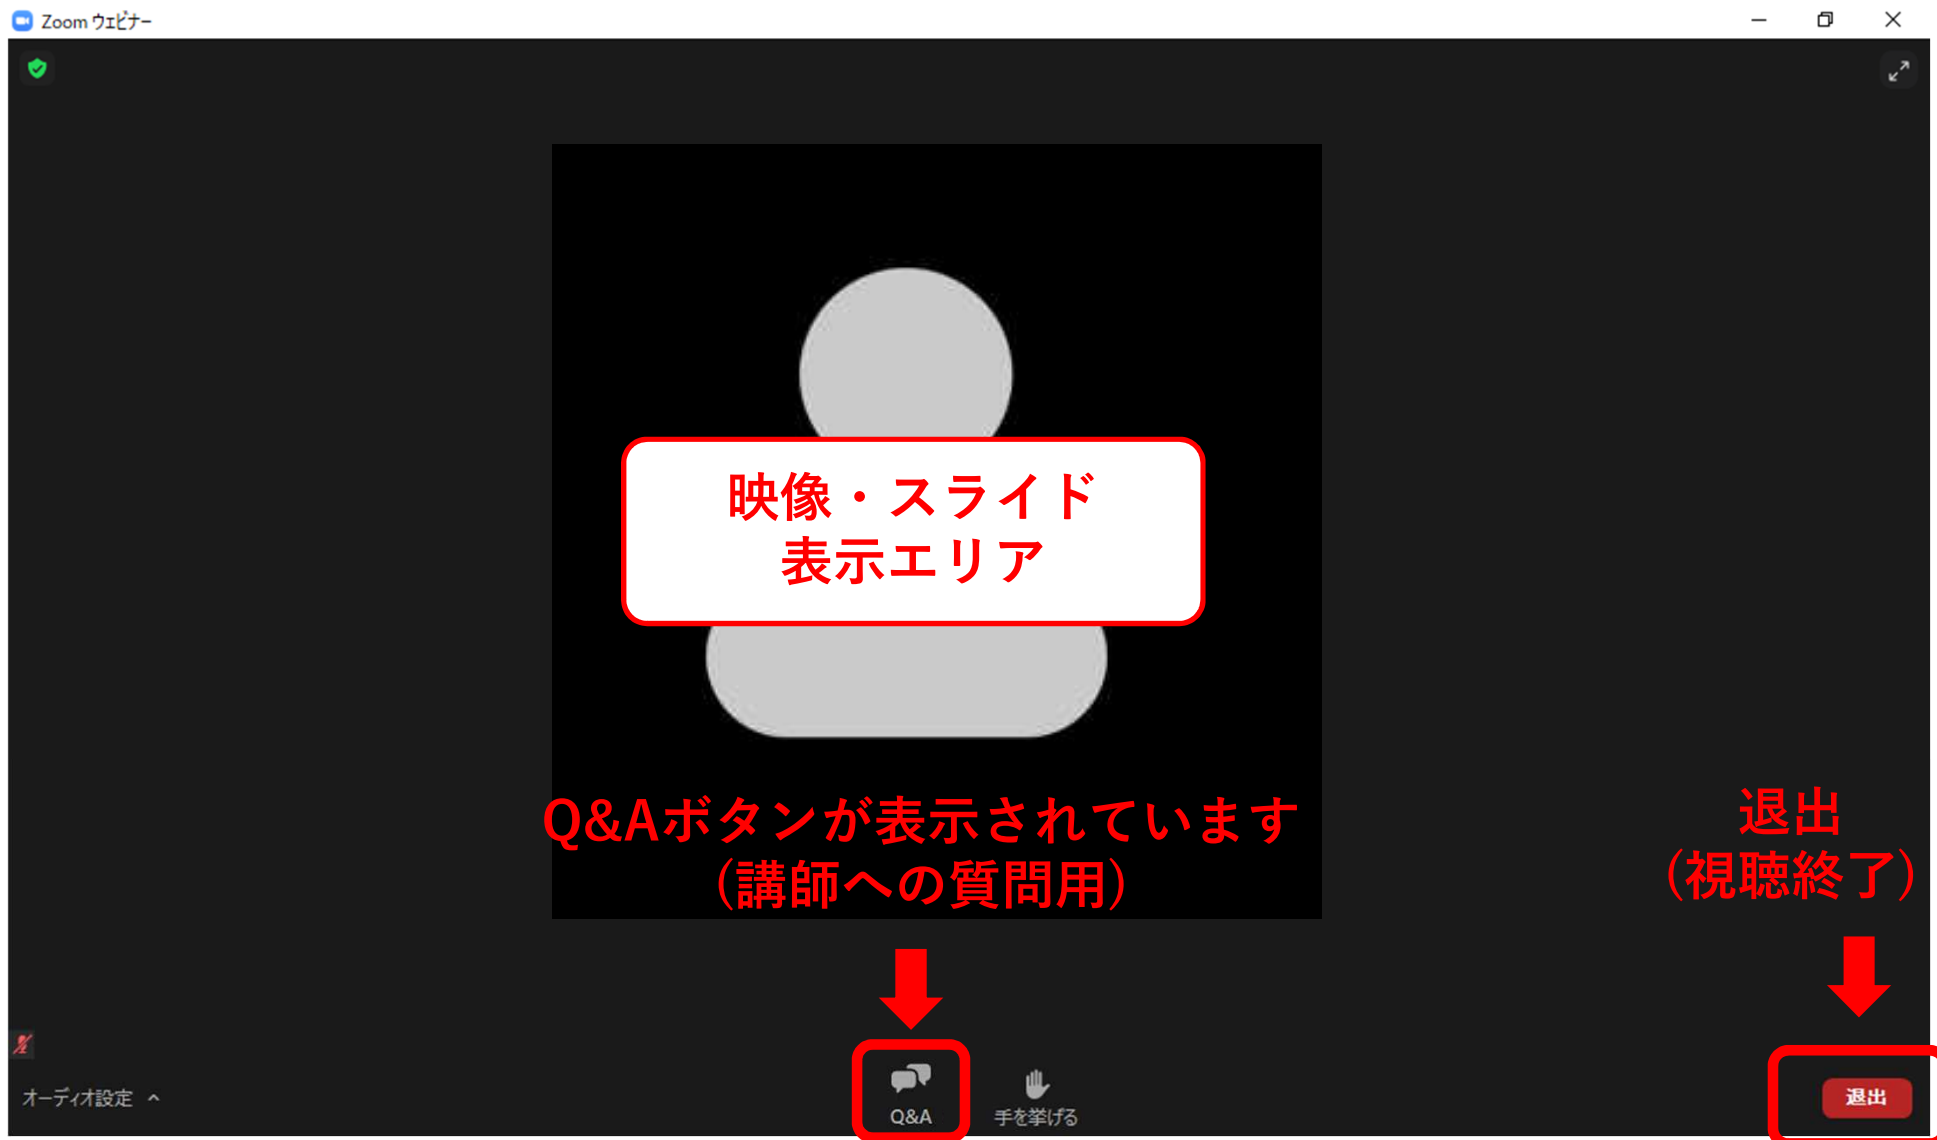 Zoom ウェビナー
映像・スライド
表示エリア
Q&Aボタンが表示されています
(講師への質問用)
退出
(視聴終了)
オーディオ設定
Q&A
手を挙げる
退出